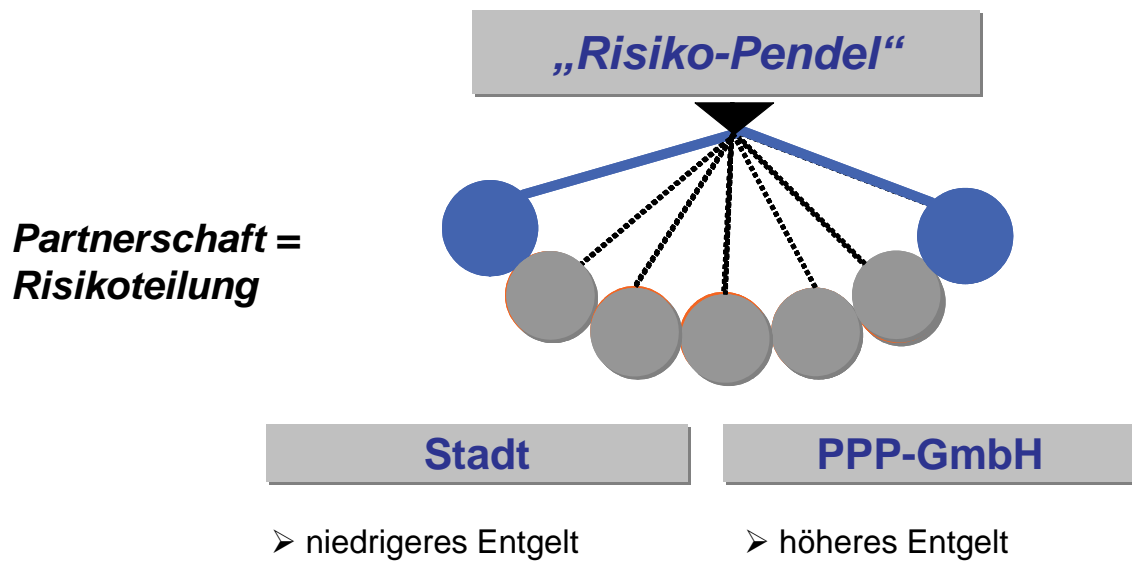 „Risiko-Pendel“
Partnerschaft =
Risikoteilung
Stadt
PPP-GmbH
➢ niedrigeres Entgelt
➢ höheres Entgelt